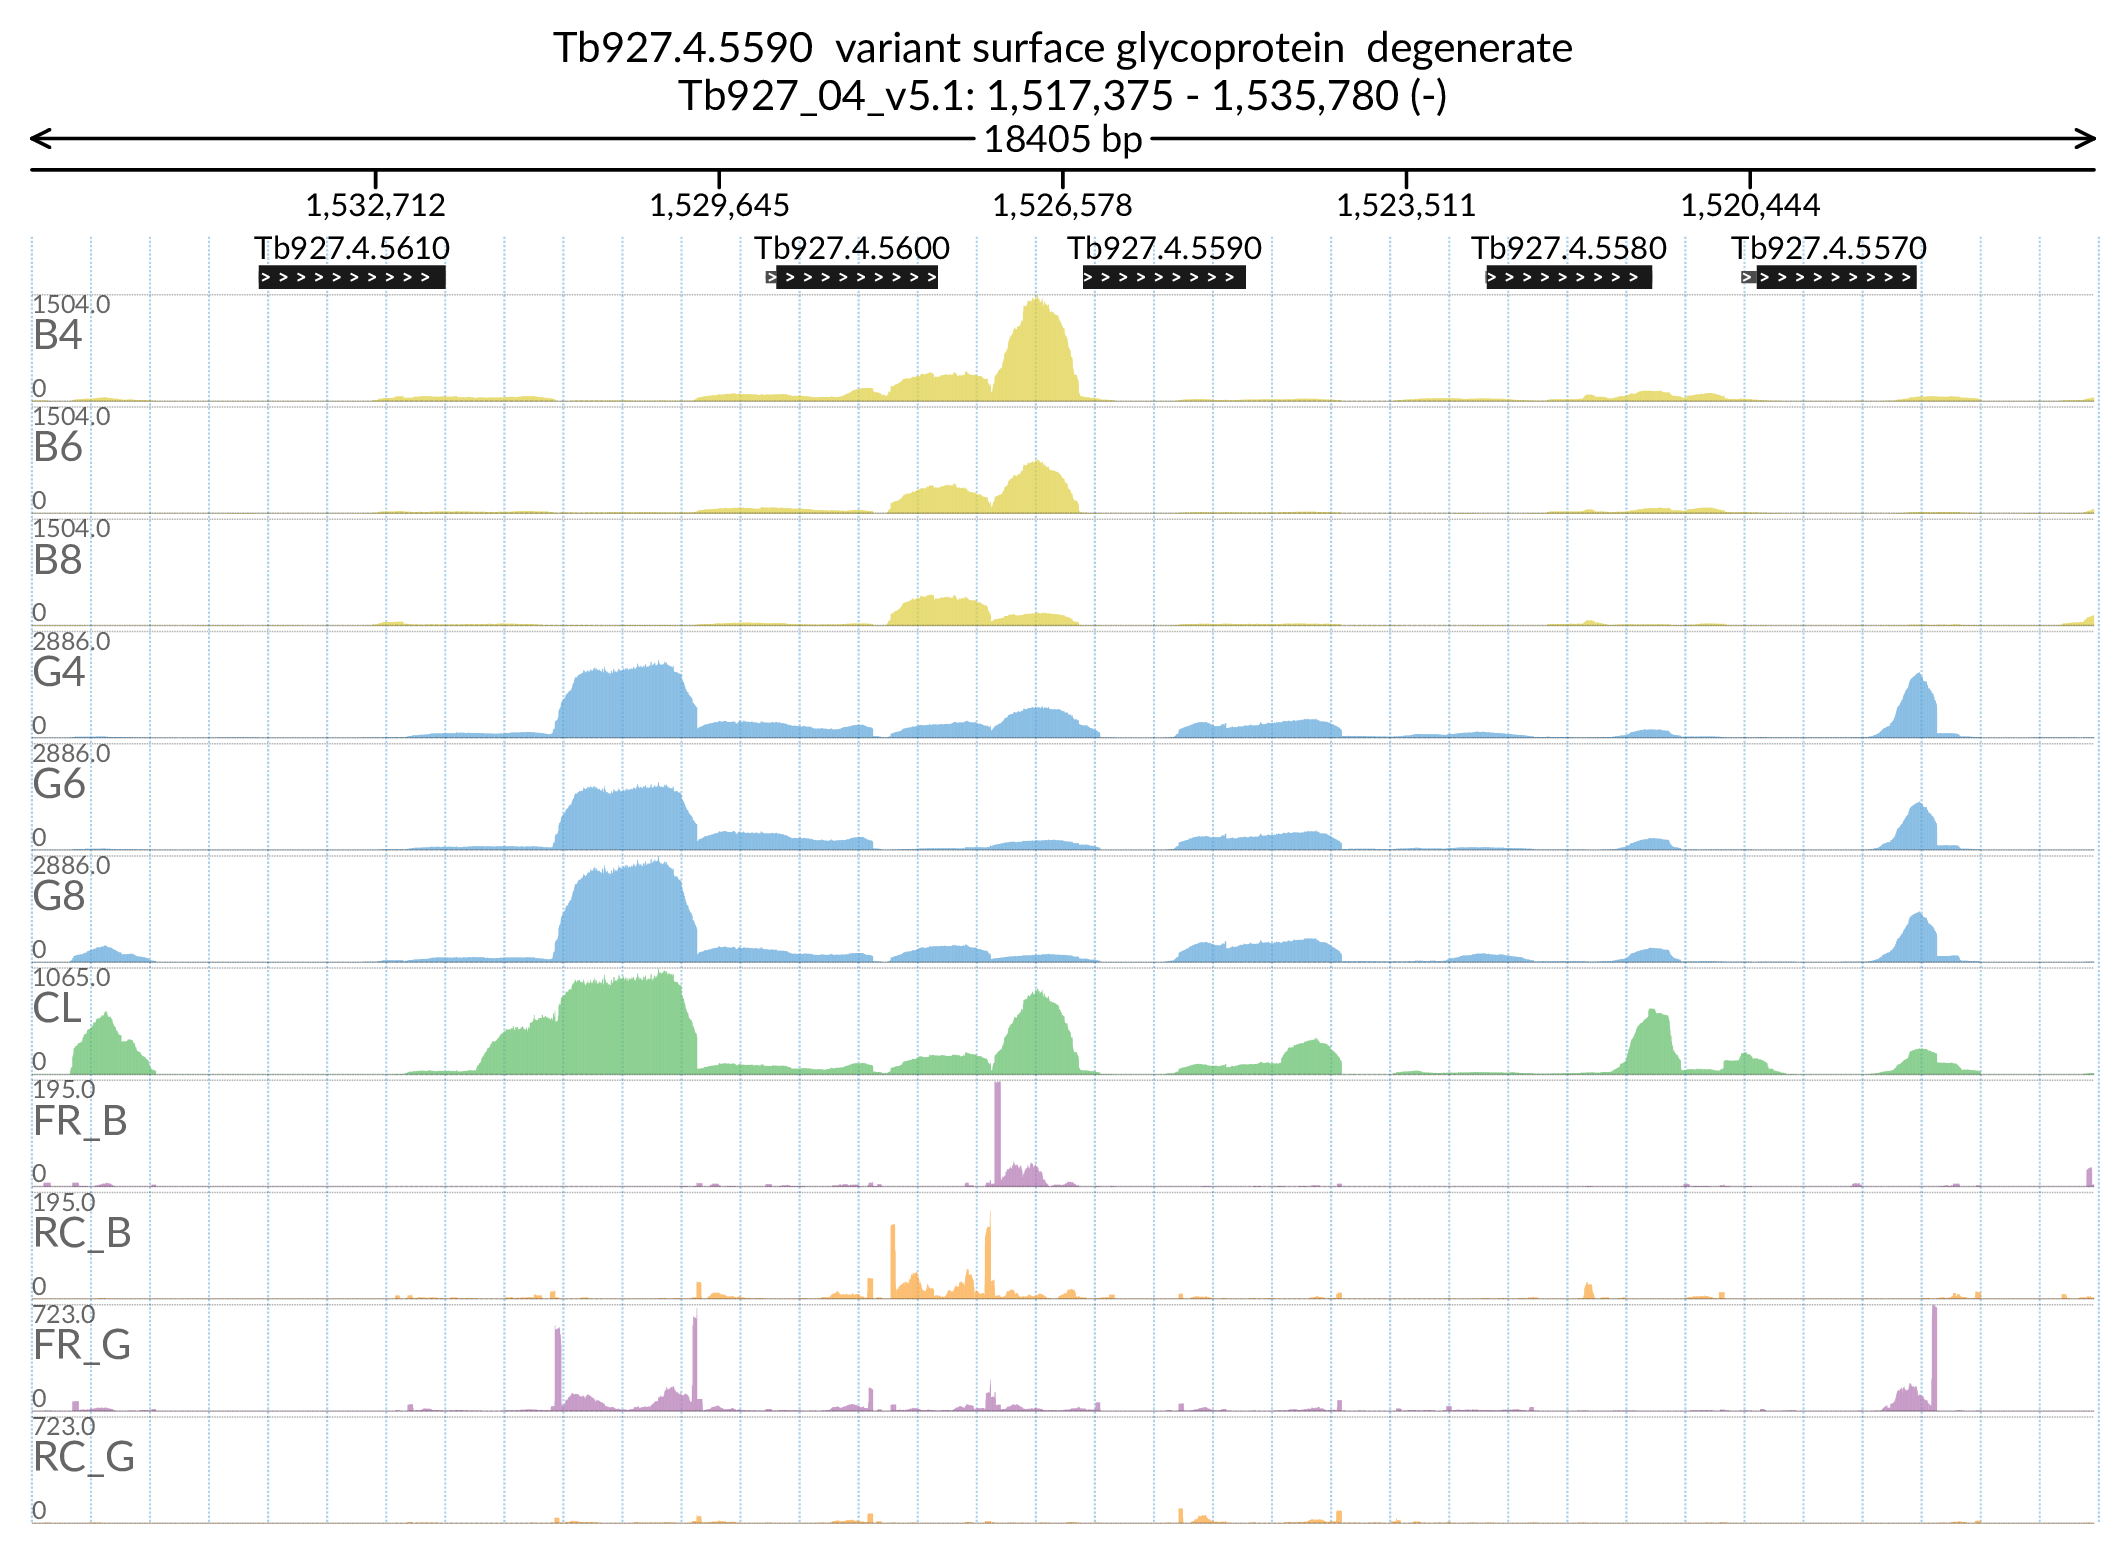 Tb927.4.5590 variant surface glycoprotein degenerate
Tb927_04_v5.1: 1,517,375 - 1,535,780 (-)
18405 bp
1,532,712 1,529,645 1,526,578 1,523,511 1,520,444
Tb927.4.5610 Tb927.4.5600 Tb927.4.5590 Tb927.4.5580 Tb927.4.5570
1504.0
B4
0
1504.0
B6
0
1504.0
B8
0
2886.0
G4
0
2886.0
G6
0
2886.0
G8
0
1065.0
CL
0
195.0
FR_B
0
195.0
RC_B
0
723.0
FR_G
0
723.0
RC_G
0